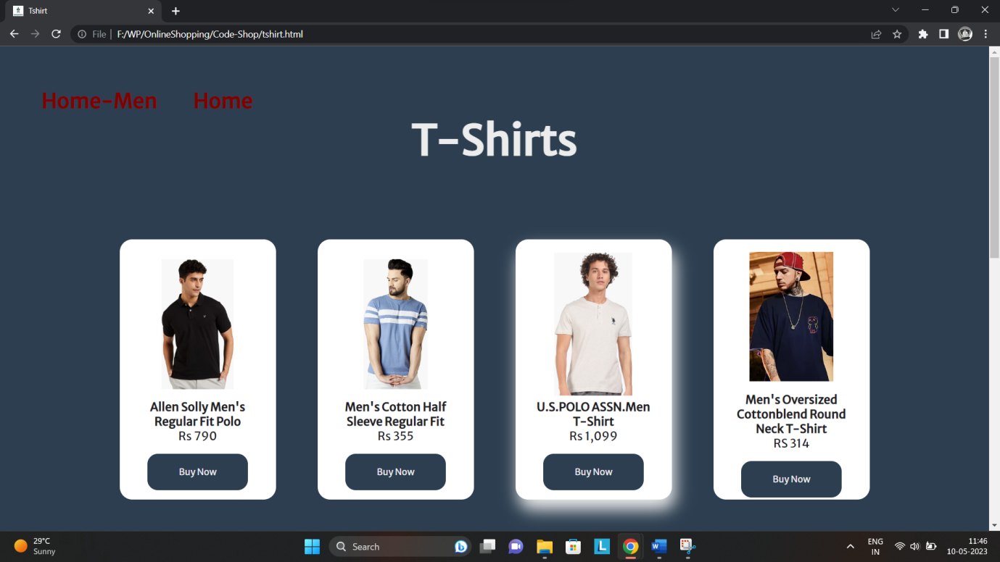 Tshirt
File
F:/WP/OnlineShopping/Code-Shop/tshirt.html
Home-Men Home
T-Shirts
Allen Solly Men's
Regular Fit Polo
Rs 790
Buy Now
Men's Cotton Half
Sleeve Regular Fit
Rs 355
Buy Now
U.S.POLO ASSN.Men
T-Shirt
Rs 1,099
Buy Now
Men's Oversized
Cottonblend Round
Neck T-Shirt
RS 314
Buy Now
29°C
Sunny
Search
ENG
IN
11:46
10-05-2023